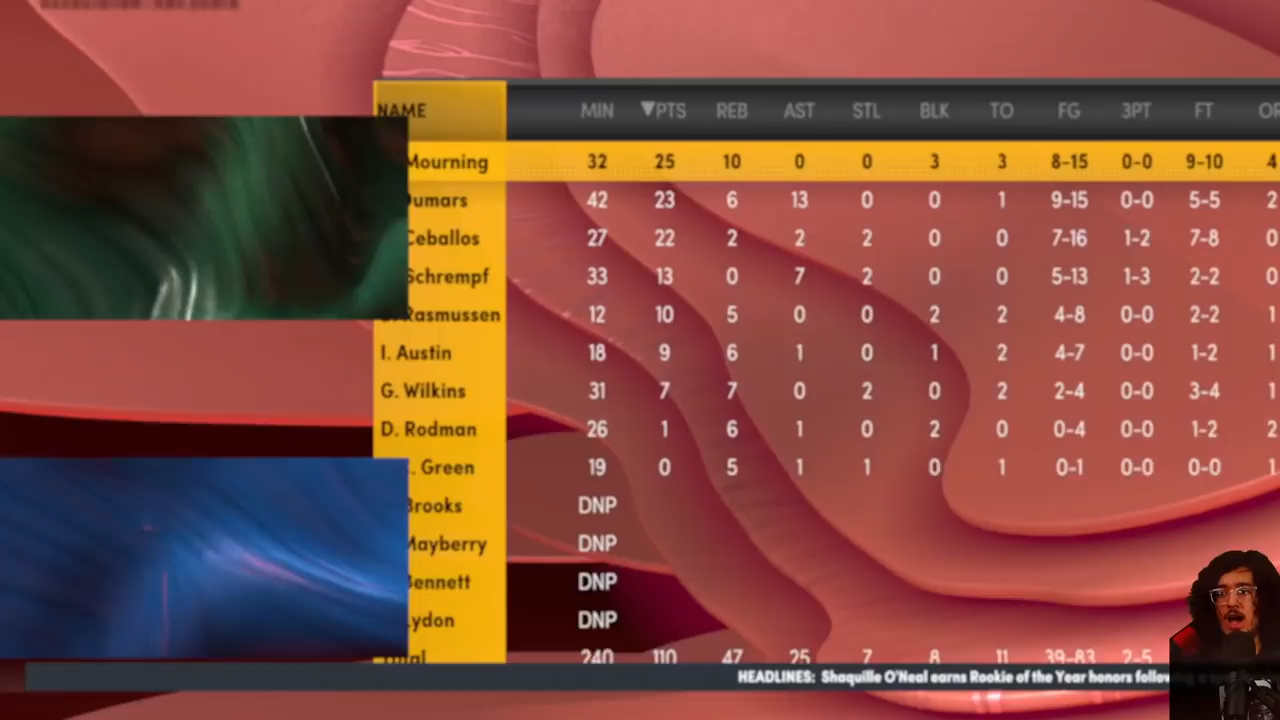 NAME MIN ▼PTS REB AST STL BLK TO FG 3PT FT OR
Mourning 32 25 10 0 0 3 3 8-15 0-0 9-10 4
Dumars 42 23 6 13 0 0 1 9-15 0-0 5-5 2
Ceballos 27 22 2 2 2 0 0 7-16 1-2 7-8 0
Schrempf 33 13 0 7 2 0 0 5-13 1-3 2-2 0
Rasmussen 12 10 5 0 0 2 2 4-8 0-0 2-2 1
I. Austin 18 9 6 1 0 1 2 4-7 0-0 1-2 1
G. Wilkins 31 7 7 0 2 0 2 2-4 0-0 3-4 1
D. Rodman 26 1 6 1 0 2 0 0-4 0-0 1-2 2
. Green 19 0 5 1 1 0 1 0-1 0-0 0-0 1
Brooks DNP
Mayberry DNP
Bennett DNP
Lydon DNP
Total 240 110 47 25 7 8 11 39-83 2-5
HEADLINES: Shaquille O'Neal earns Rookie of the Year honors follow